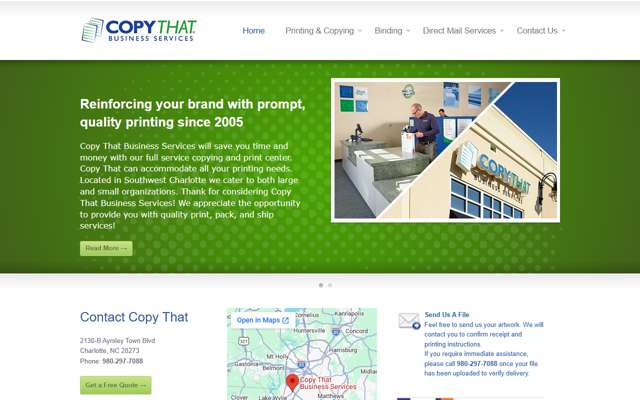 COPY THAT
BUSINESS SERVICES
Home
Printing & Copying
Binding
Direct Mail Services
Contact Us
Reinforcing your brand with prompt,
quality printing since 2005
Copy That Business Services will save you time and
money with our full service copying and print center.
Copy That can accommodate all your printing needs.
Located in Southwest Charlotte we cater to both large
and small organizations. Thank for considering Copy
That Business Services! We appreciate the opportunity
to provide you with quality print, pack, and ship
services!
Read More →
COPY THAT
BUSINESS SERVICES
Contact Copy That
2136-B Ayrsley Town Blvd
Charlotte, NC 28273
Phone: 980-297-7088
Get a Free Quote →
Open in Maps
Cornelius
Kannapolis
Huntersville
Concord
321
Mt Holly
Harrisburg
Gastonia
Charlotte
Belmont
Copy That
Business Services
Matthews
Send Us A File
Feel free to send us your artwork. We will
contact you to confirm receipt and
printing instructions.
If you require immediate assistance,
please call 980-297-7088 once your file
has been uploaded to verify delivery.